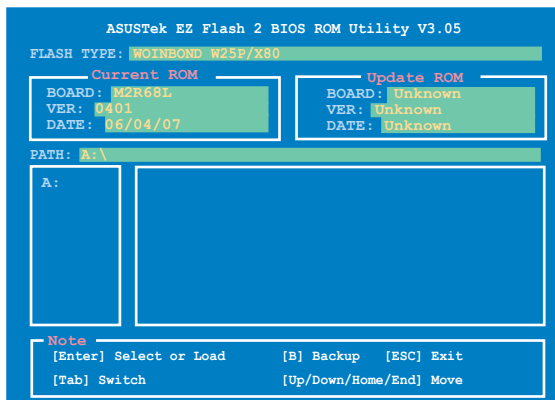 ASUSTek EZ Flash 2 BIOS ROM Utility V3.05
FLASH TYPE: WOINBOND W25P/X80
Current ROM
BOARD: M2R68L
VER: 0401
DATE: 06/04/07
Update ROM
BOARD: Unknown
VER: Unknown
DATE: Unknown
PATH: A:\
A:
Note
[Enter] Select or Load [B] Backup [ESC] Exit
[Tab] Switch [Up/Down/Home/End] Move